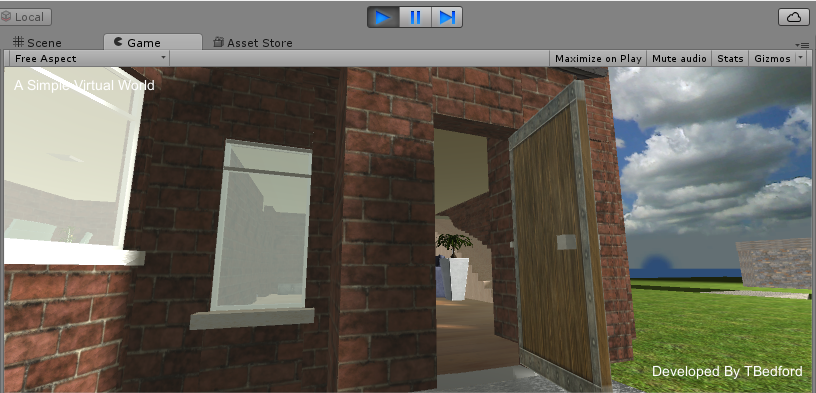 Local
Scene
Game
Asset Store
Free Aspect
Maximize on Play
Mute audio
Stats
Gizmos
A Simple Virtual World
Developed By TBedford